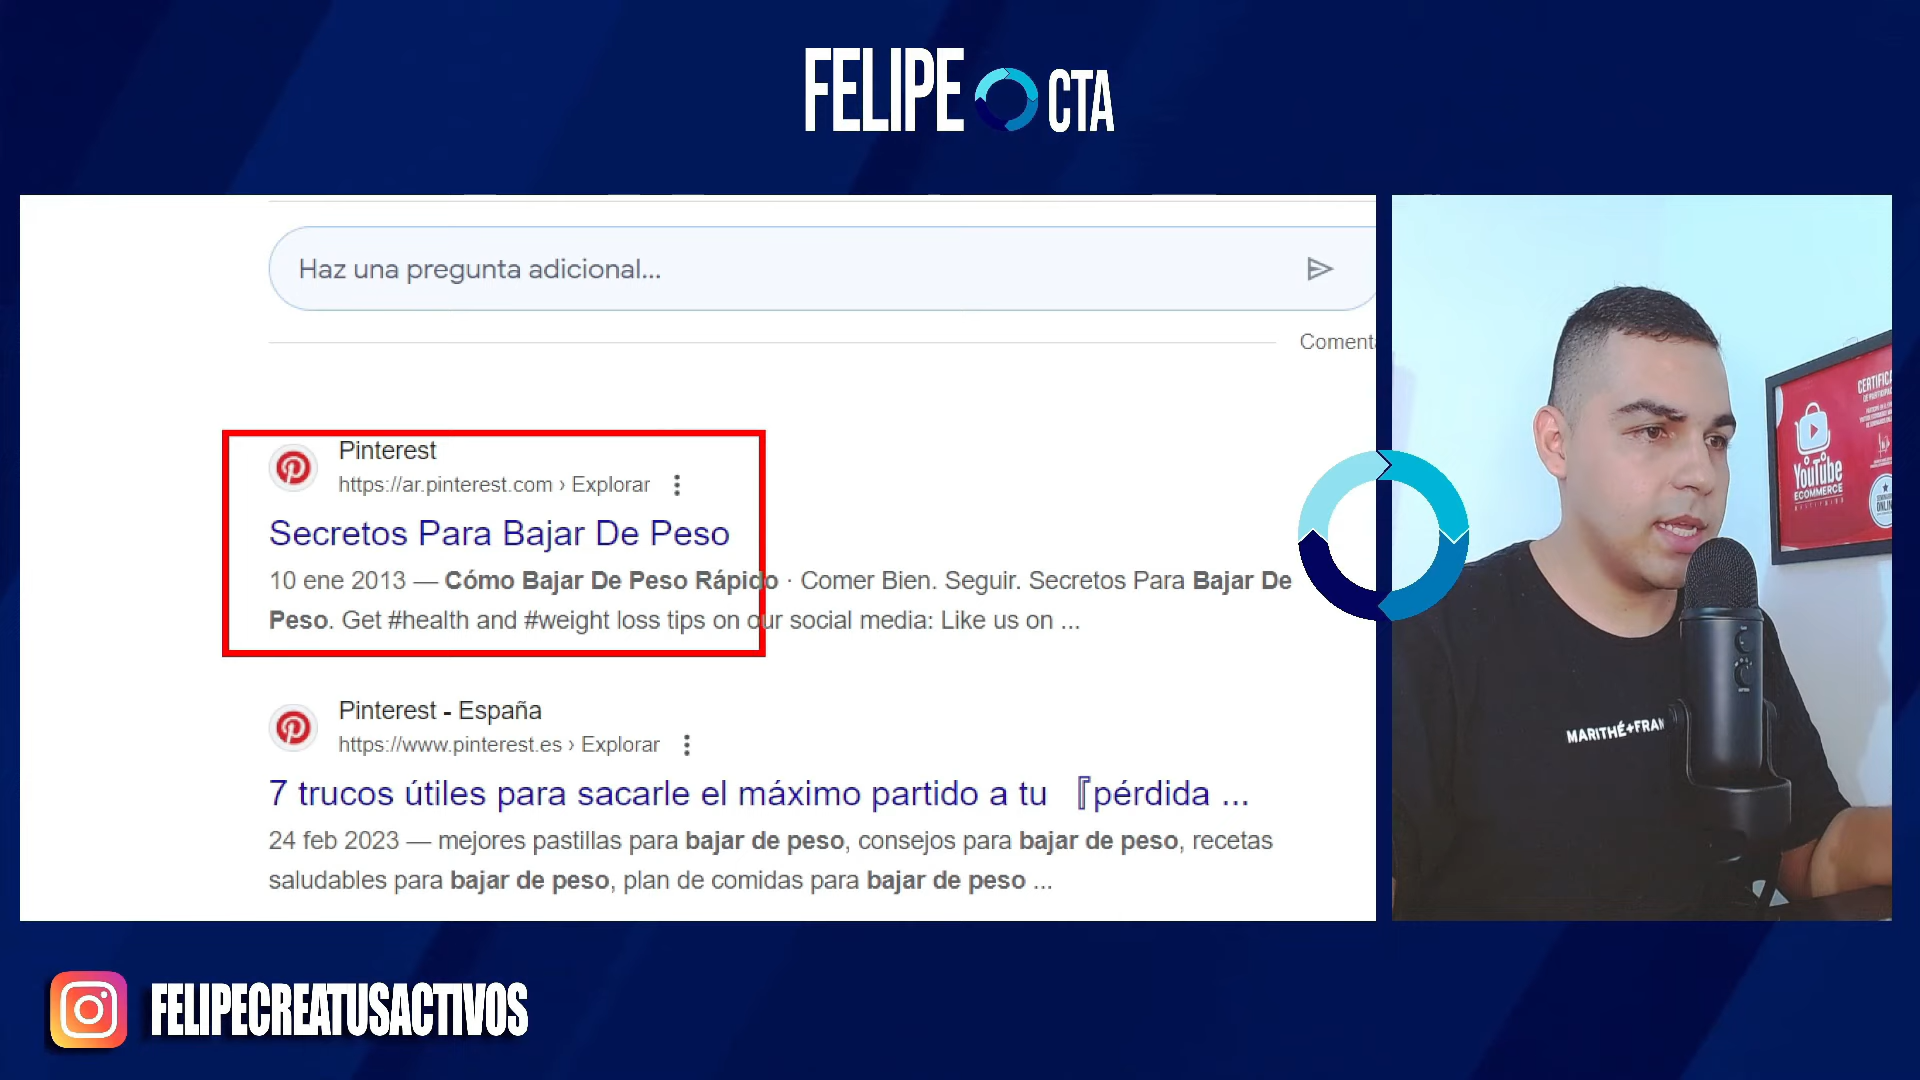 FELIPE CTA
Haz una pregunta adicional...
Coment
Pinterest
https://ar.pinterest.com › Explorar
Secretos Para Bajar De Peso
10 ene 2013 — Cómo Bajar De Peso Rápido · Comer Bien. Seguir. Secretos Para Bajar De
Peso. Get #health and #weight loss tips on our social media: Like us on ...
Pinterest - España
https://www.pinterest.es › Explorar
7 trucos útiles para sacarle el máximo partido a tu 『pérdida ...
24 feb 2023 — mejores pastillas para bajar de peso, consejos para bajar de peso, recetas
saludables para bajar de peso, plan de comidas para bajar de peso ...
CERTIFIC
YouTube
ECOMMERCE
MARITHÉ+FRAN
FELIPECREATUSACTIVOS